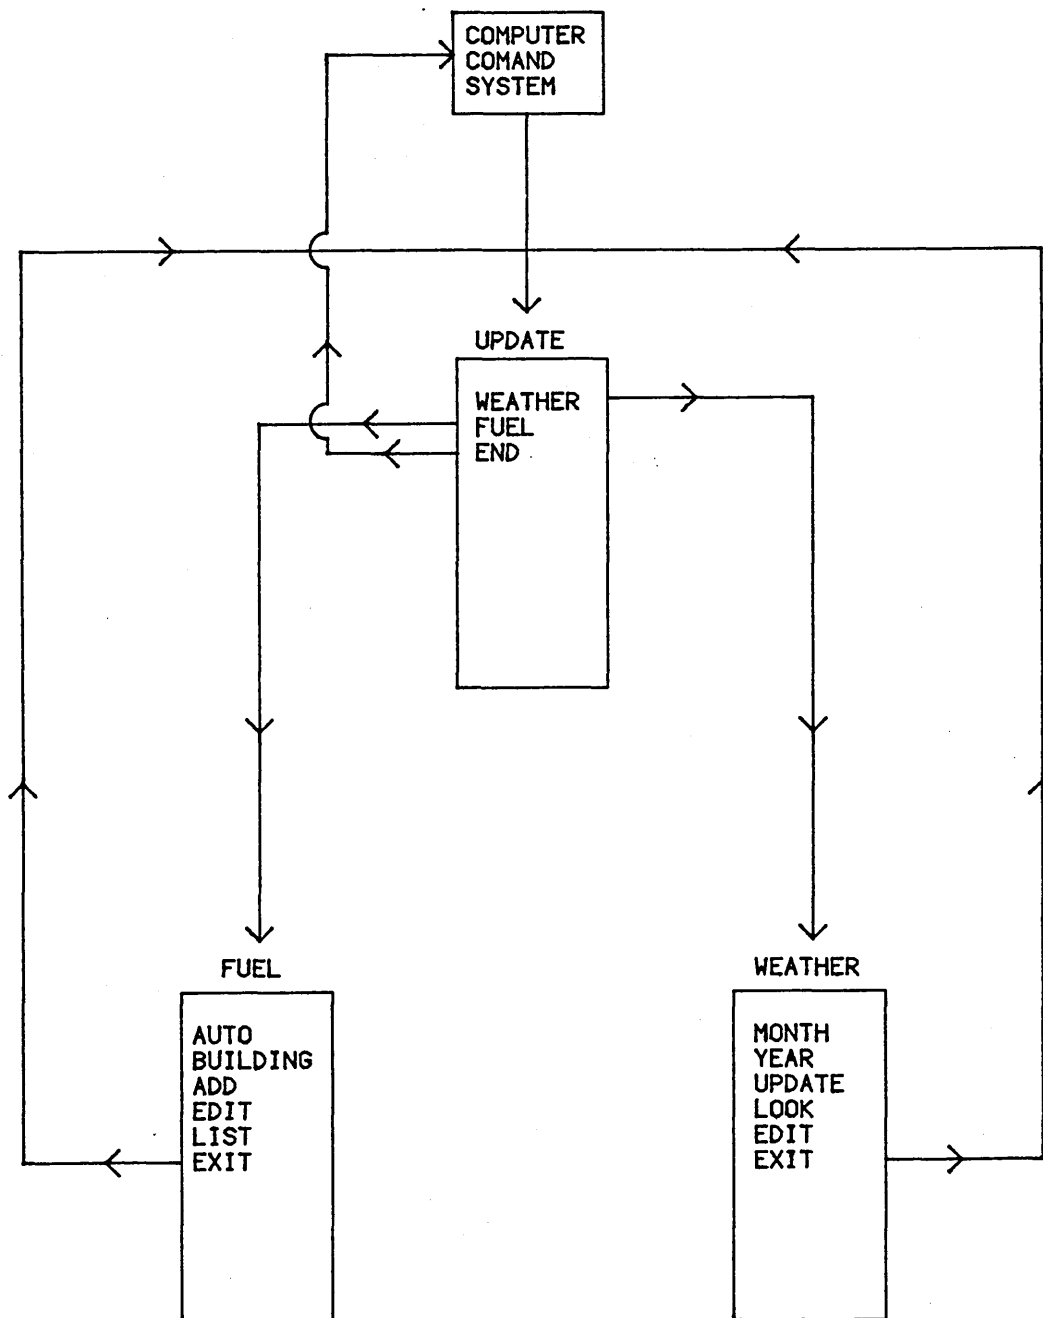 COMPUTER
COMAND
SYSTEM
UPDATE
WEATHER
FUEL
END
FUEL
AUTO
BUILDING
ADD
EDIT
LIST
EXIT
WEATHER
MONTH
YEAR
UPDATE
LOOK
EDIT
EXIT